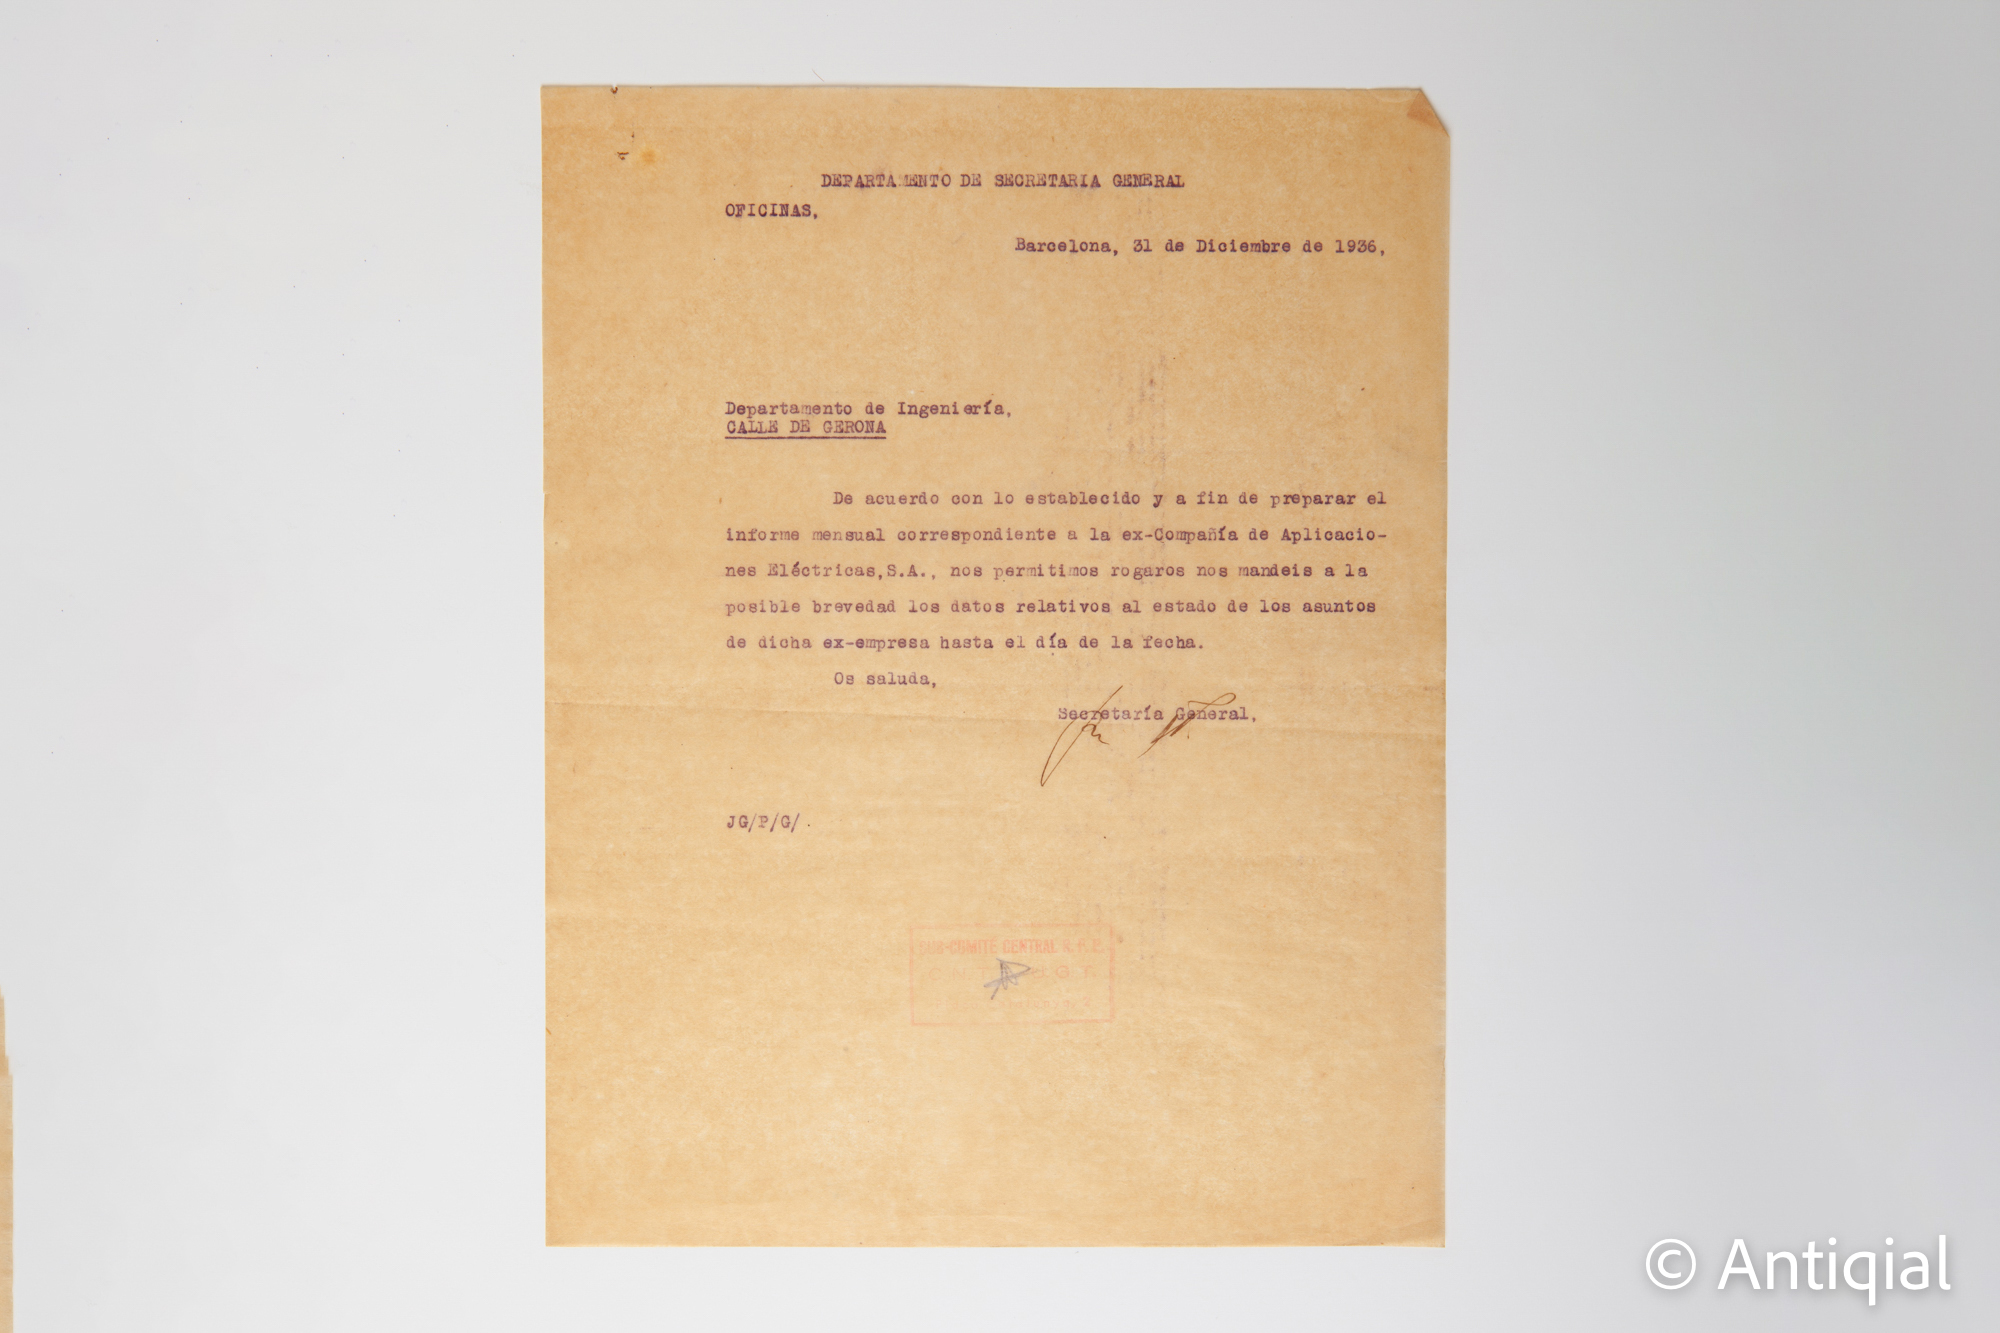 DEPARTAMENTO DE SECRETARIA GENERAL
OFICINAS,
Barcelona, 31 de Diciembre de 1936,
Departamento de Ingeniería,
CALLE DE GERONA
De acuerdo con lo establecido y a fin de preparar el
informe mensual correspondiente a la ex-Compañía de Aplicacio-
nes Eléctricas,S.A., nos permitimos rogaros nos mandeis a la
posible brevedad los datos relativos al estado de los asuntos
de dicha ex-empresa hasta el día de la fecha.
Os saluda,
Secretaría General,
JG/P/G/.
SUB-COMITÉ CENTRAL
© Antiqial